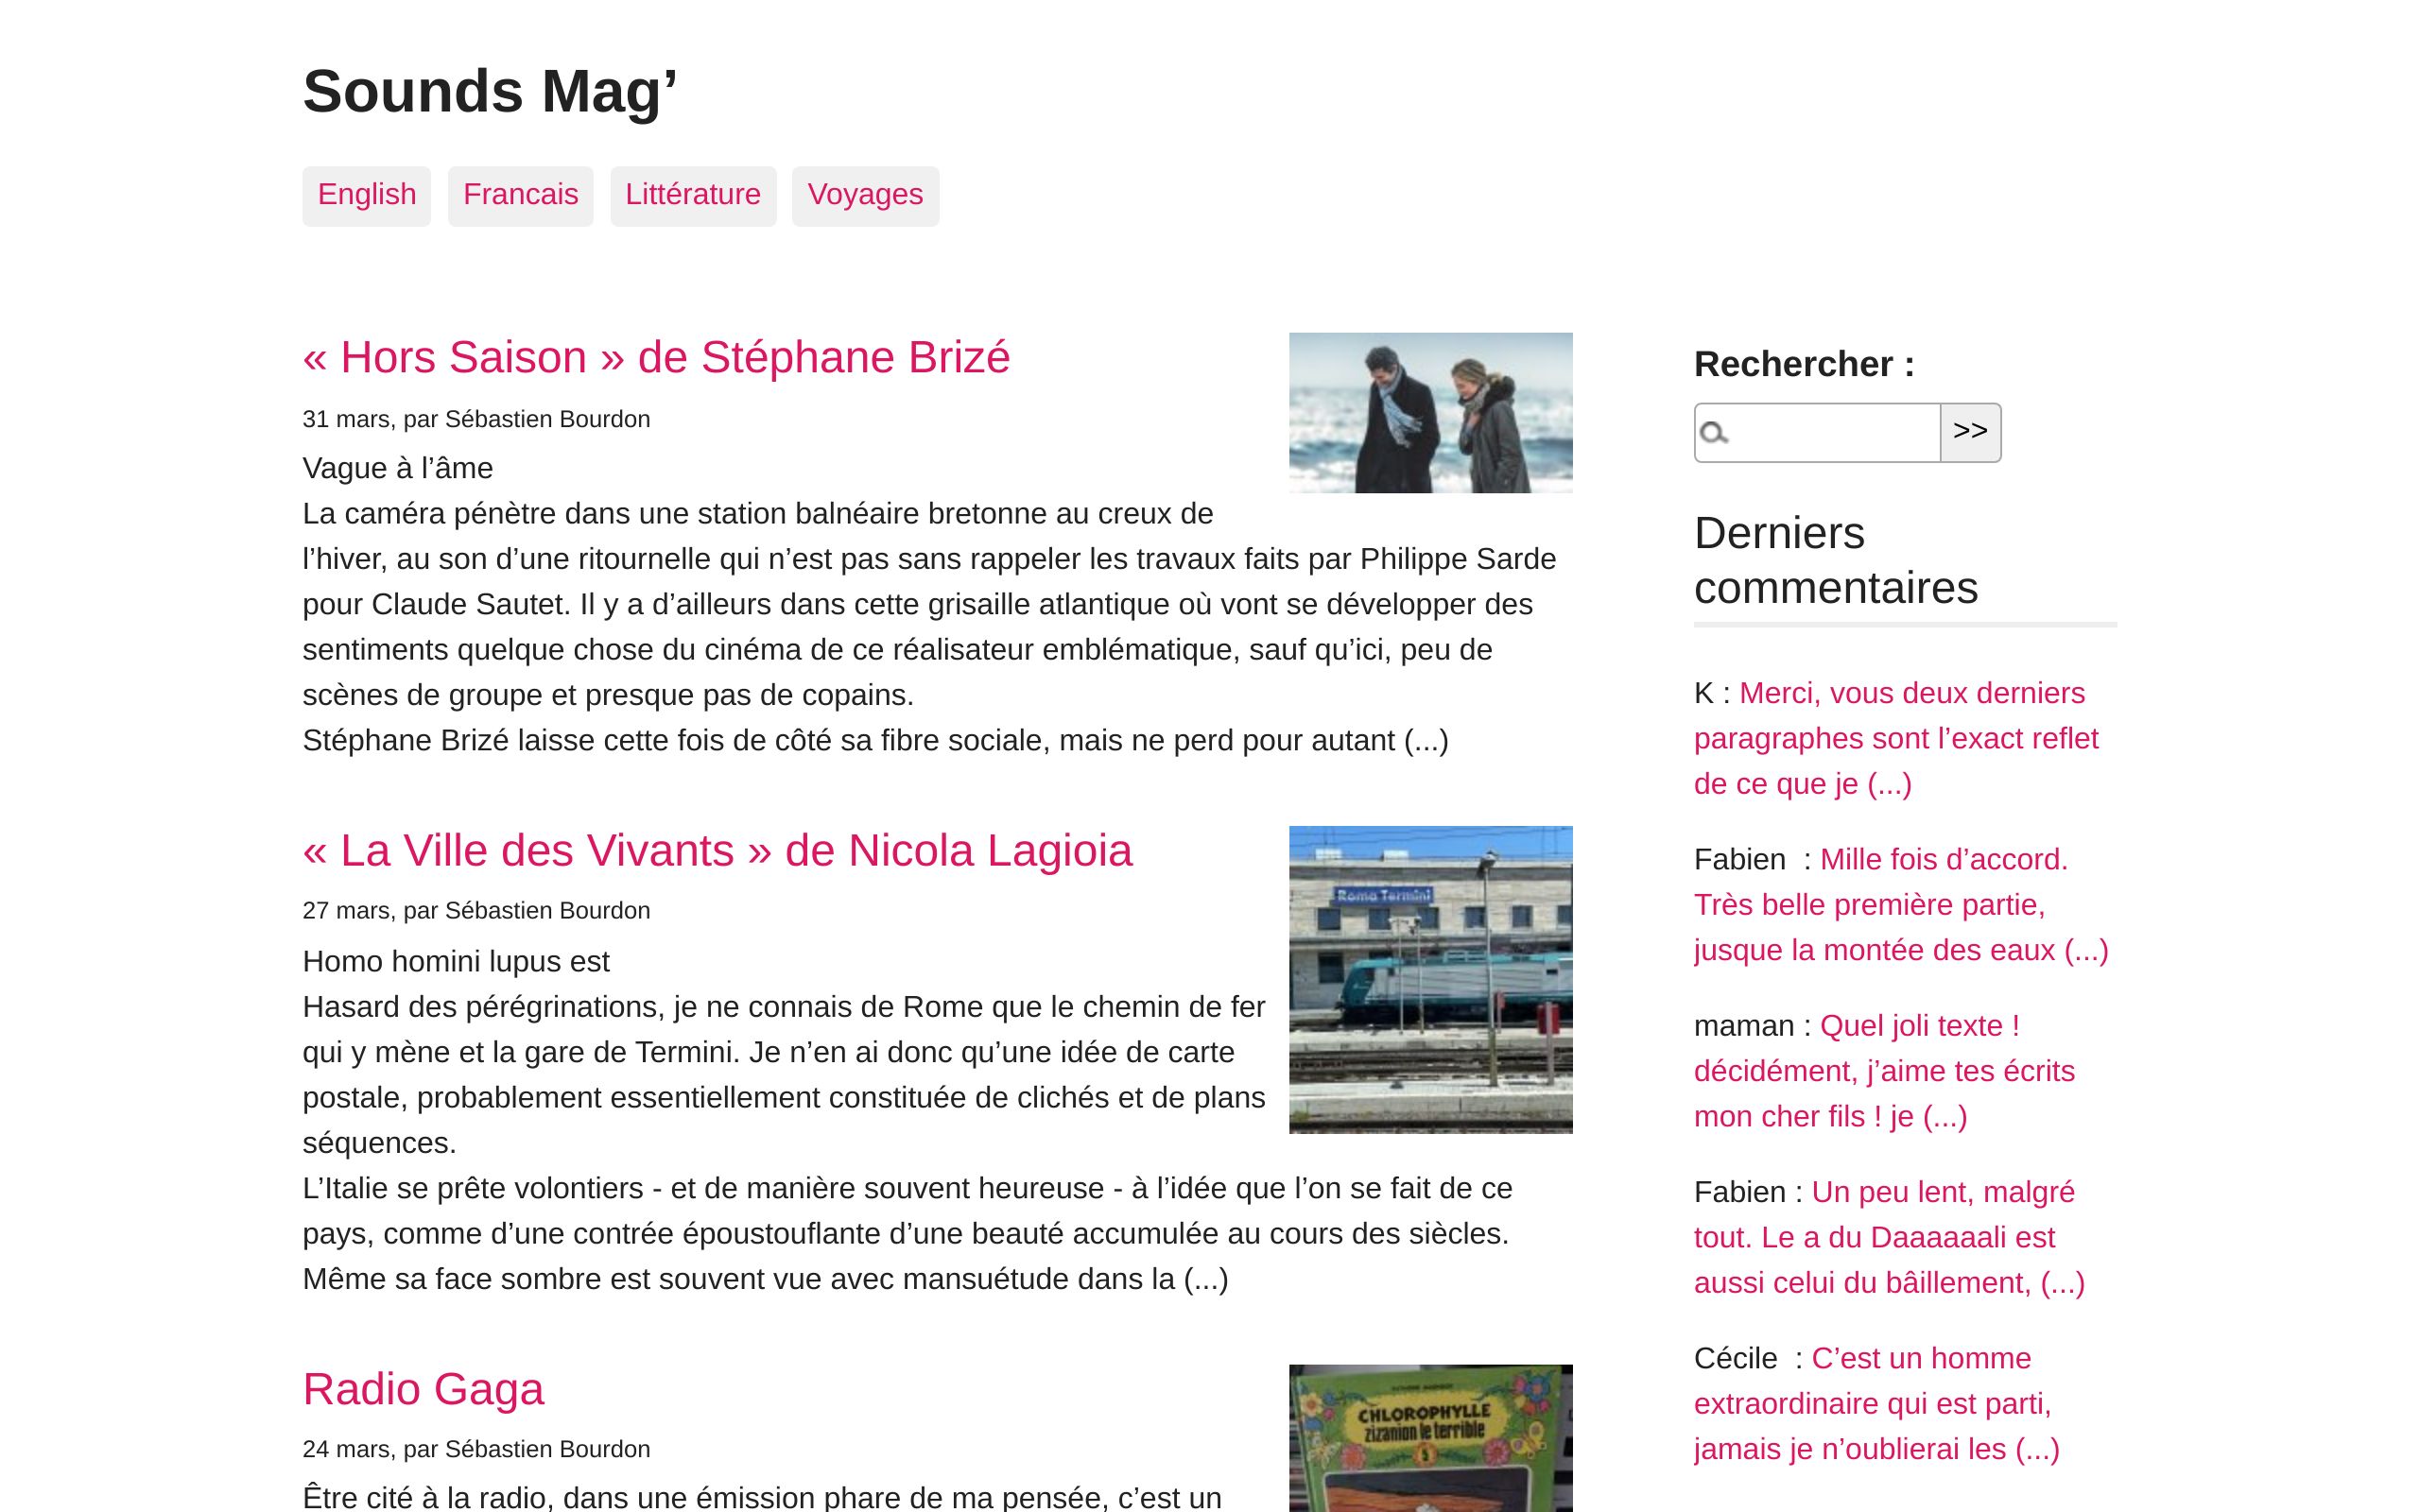 Sounds Mag’
English Francais Littérature Voyages
« Hors Saison » de Stéphane Brizé
31 mars, par Sébastien Bourdon
Vague à l’âme
La caméra pénètre dans une station balnéaire bretonne au creux de
l’hiver, au son d’une ritournelle qui n’est pas sans rappeler les travaux faits par Philippe Sarde
pour Claude Sautet. Il y a d’ailleurs dans cette grisaille atlantique où vont se développer des
sentiments quelque chose du cinéma de ce réalisateur emblématique, sauf qu’ici, peu de
scènes de groupe et presque pas de copains.
Stéphane Brizé laisse cette fois de côté sa fibre sociale, mais ne perd pour autant (...)
« La Ville des Vivants » de Nicola Lagioia
27 mars, par Sébastien Bourdon
Homo homini lupus est
Hasard des pérégrinations, je ne connais de Rome que le chemin de fer
qui y mène et la gare de Termini. Je n’en ai donc qu’une idée de carte
postale, probablement essentiellement constituée de clichés et de plans
séquences.
L’Italie se prête volontiers - et de manière souvent heureuse - à l’idée que l’on se fait de ce
pays, comme d’une contrée époustouflante d’une beauté accumulée au cours des siècles.
Même sa face sombre est souvent vue avec mansuétude dans la (...)
Roma Termini
Radio Gaga
24 mars, par Sébastien Bourdon
Être cité à la radio, dans une émission phare de ma pensée, c’est un
CHLOROPHYLLE
zizanion le terrible
5
Rechercher :
>>
Derniers
commentaires
K : Merci, vous deux derniers
paragraphes sont l’exact reflet
de ce que je (...)
Fabien : Mille fois d’accord.
Très belle première partie,
jusque la montée des eaux (...)
maman : Quel joli texte !
décidément, j’aime tes écrits
mon cher fils ! je (...)
Fabien : Un peu lent, malgré
tout. Le a du Daaaaaali est
aussi celui du bâillement, (...)
Cécile : C’est un homme
extraordinaire qui est parti,
jamais je n’oublierai les (...)